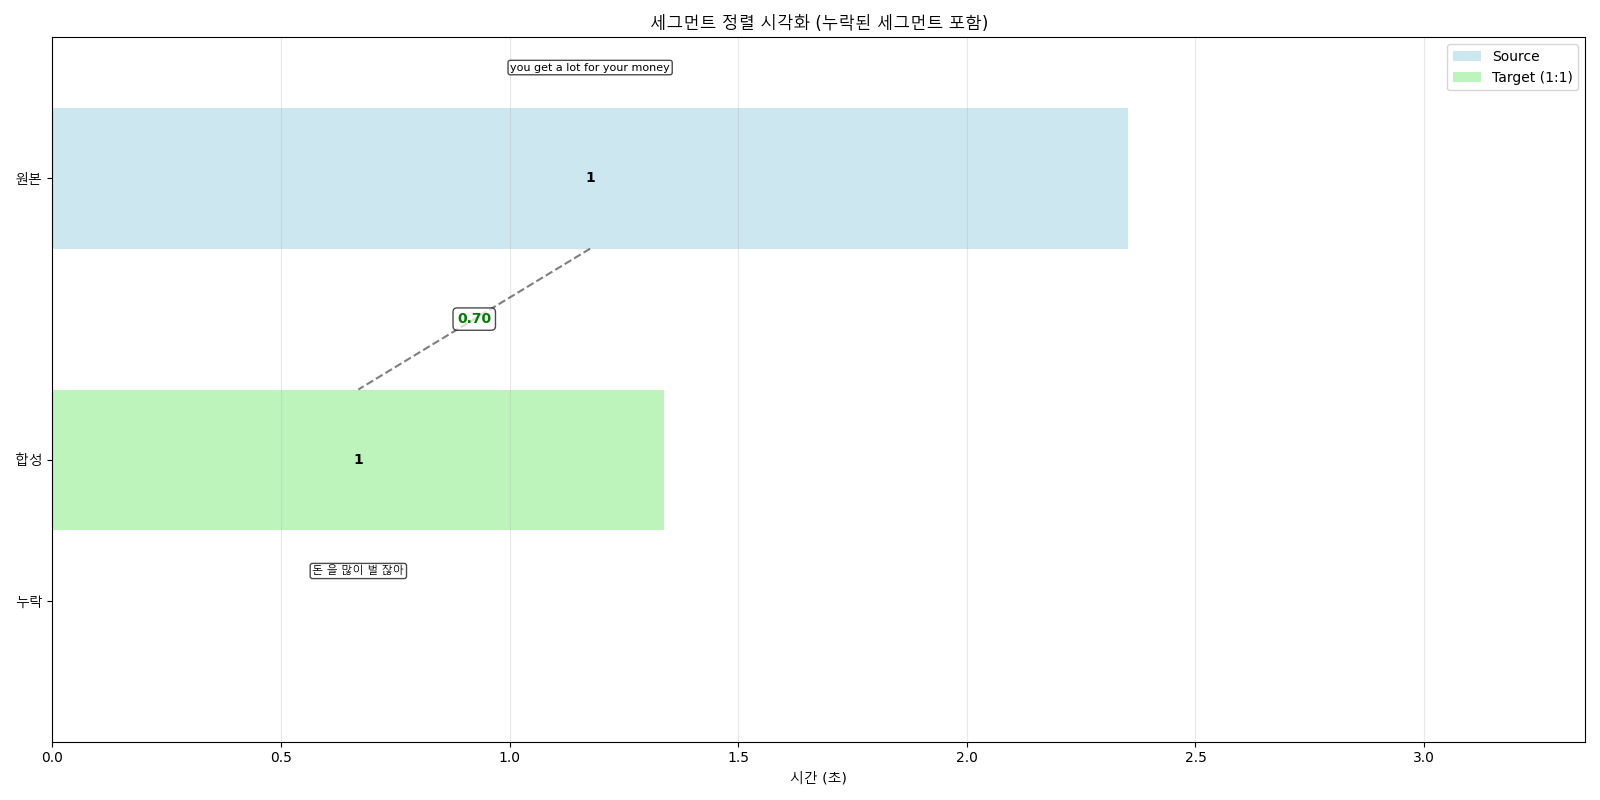 세그먼트 정렬 시각화 (누락된 세그먼트 포함)
you get a lot for your money
Source
Target (1:1)
원본
1
0.70
합성
1
돈 을 많이 벌 잖아
누락
0.0 0.5 1.0 1.5 2.0 2.5 3.0
시간 (초)